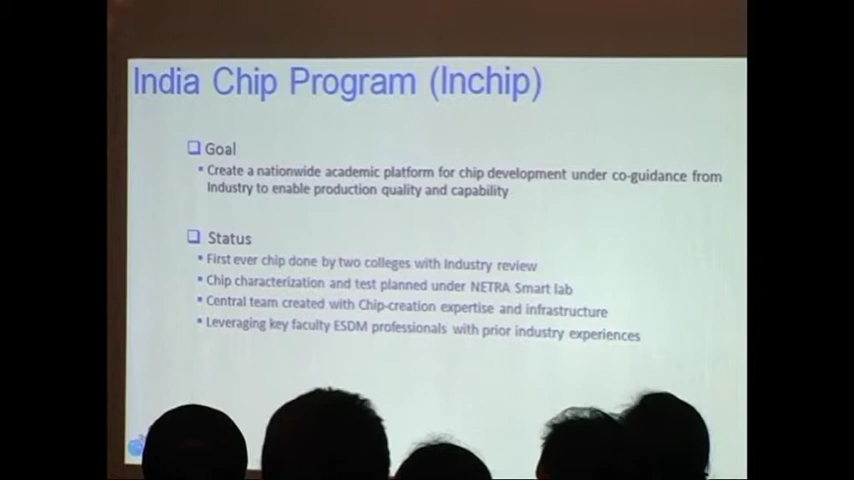 India Chip Program (Inchip)
Goal
Create a nationwide academic platform for chip development under co-guidance from
Industry to enable production quality and capability
Status
First ever chip done by two colleges with Industry review
Chip characterization and test planned under NETRA Smart lab
Central team created with Chip-creation expertise and infrastructure
Leveraging key faculty ESDM professionals with prior industry experiences